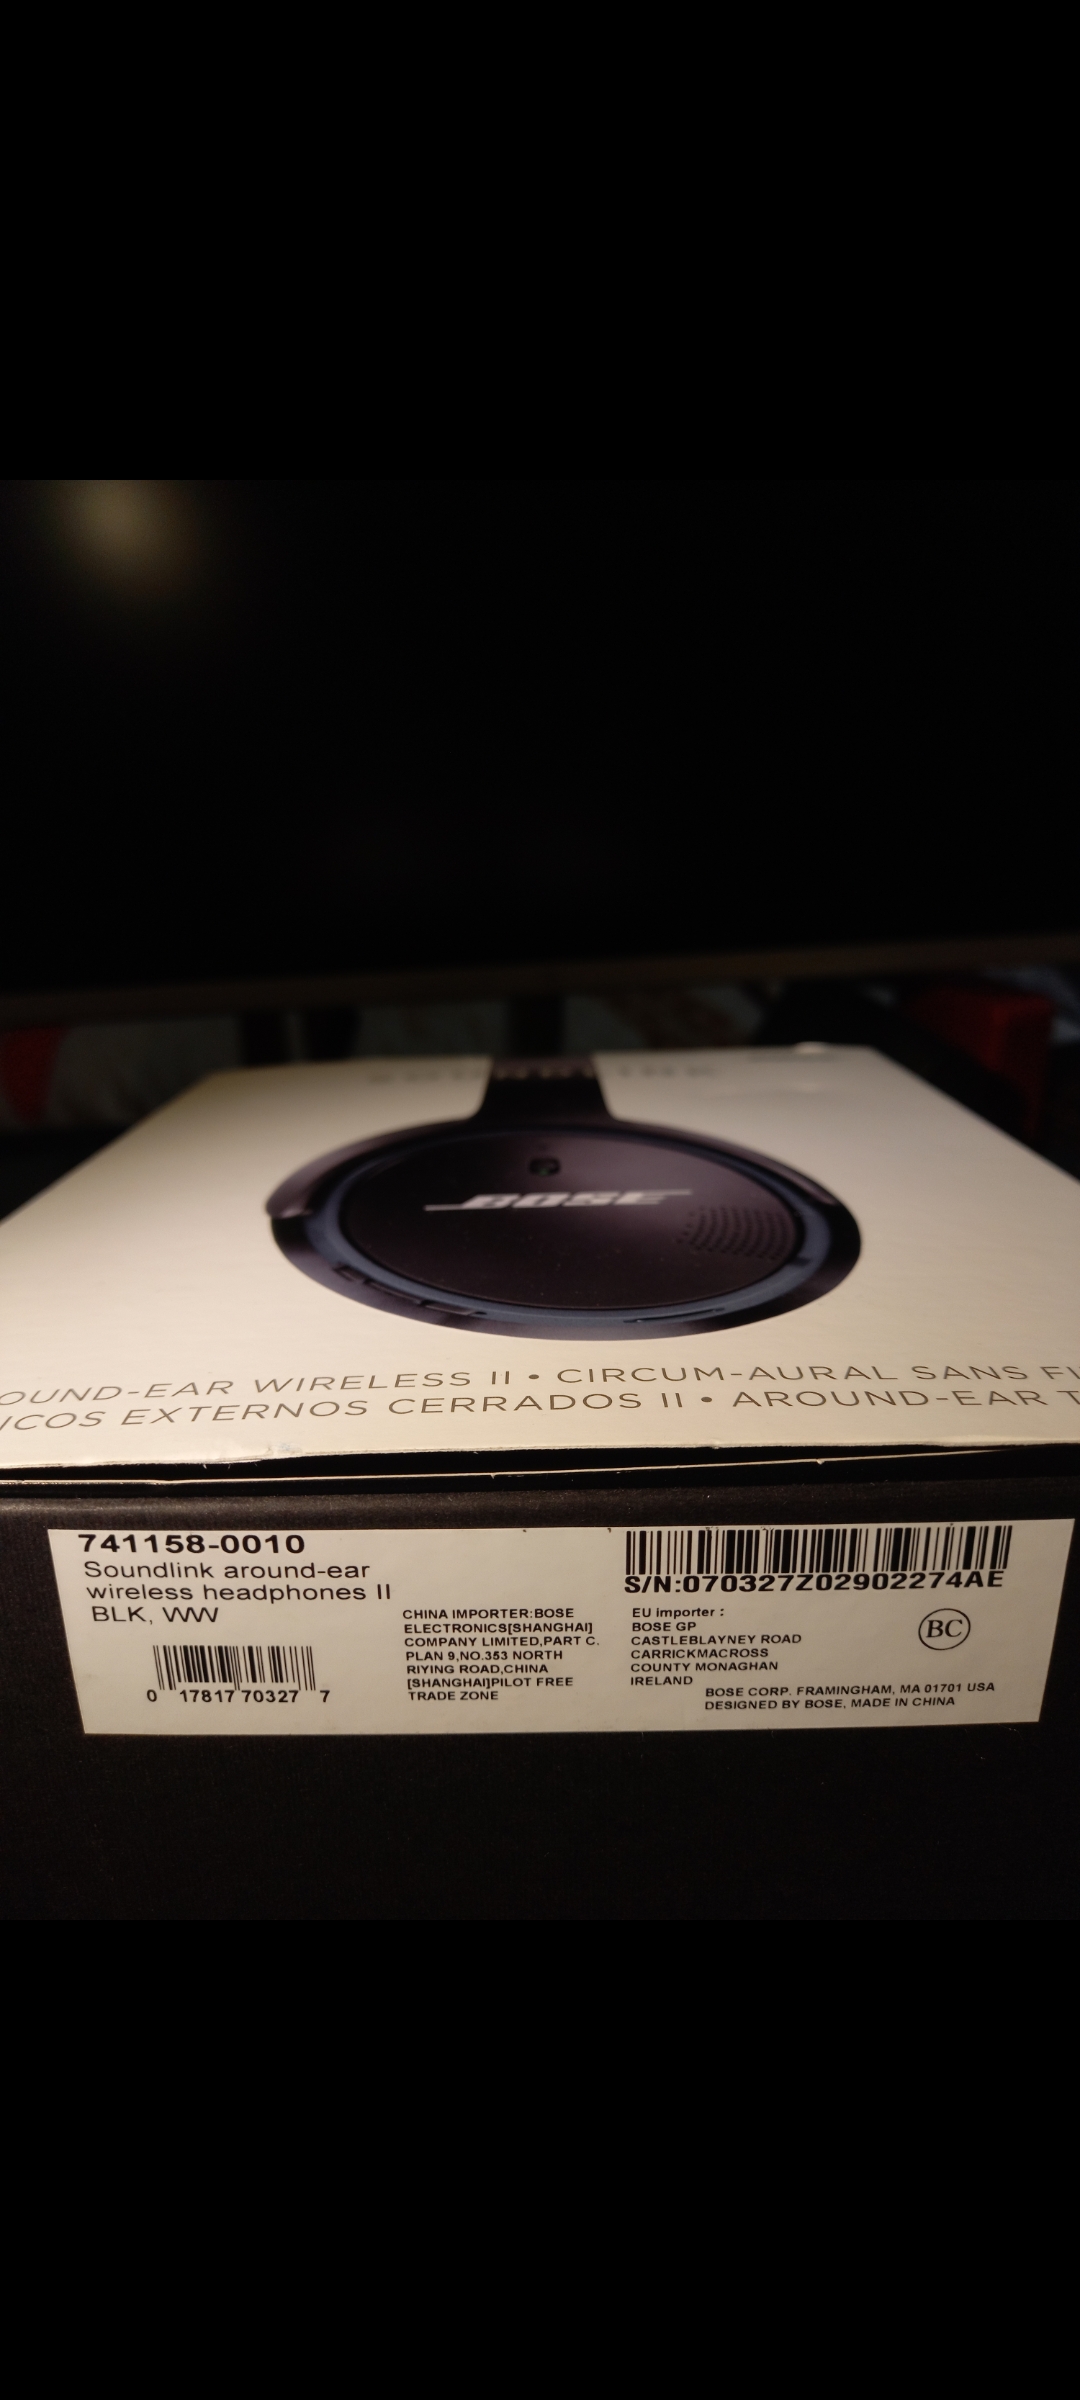 BOSE
OUND-EAR WIRELESS II • CIRCUM-AURAL SANS FI
ICOS EXTERNOS CERRADOS II • AROUND-EAR T
741158-0010
Soundlink around-ear
wireless headphones II
BLK, WW
0 17817 70327 7
CHINA IMPORTER:BOSE
ELECTRONICS[SHANGHAI]
COMPANY LIMITED,PART C.
PLAN 9,NO.353 NORTH
RIYING ROAD,CHINA
[SHANGHAI]PILOT FREE
TRADE ZONE
S/N:070327Z02902274AE
EU importer :
BOSE GP
CASTLEBLAYNEY ROAD
CARRICKMACROSS
COUNTY MONAGHAN
IRELAND
BC
BOSE CORP. FRAMINGHAM, MA 01701 USA
DESIGNED BY BOSE, MADE IN CHINA